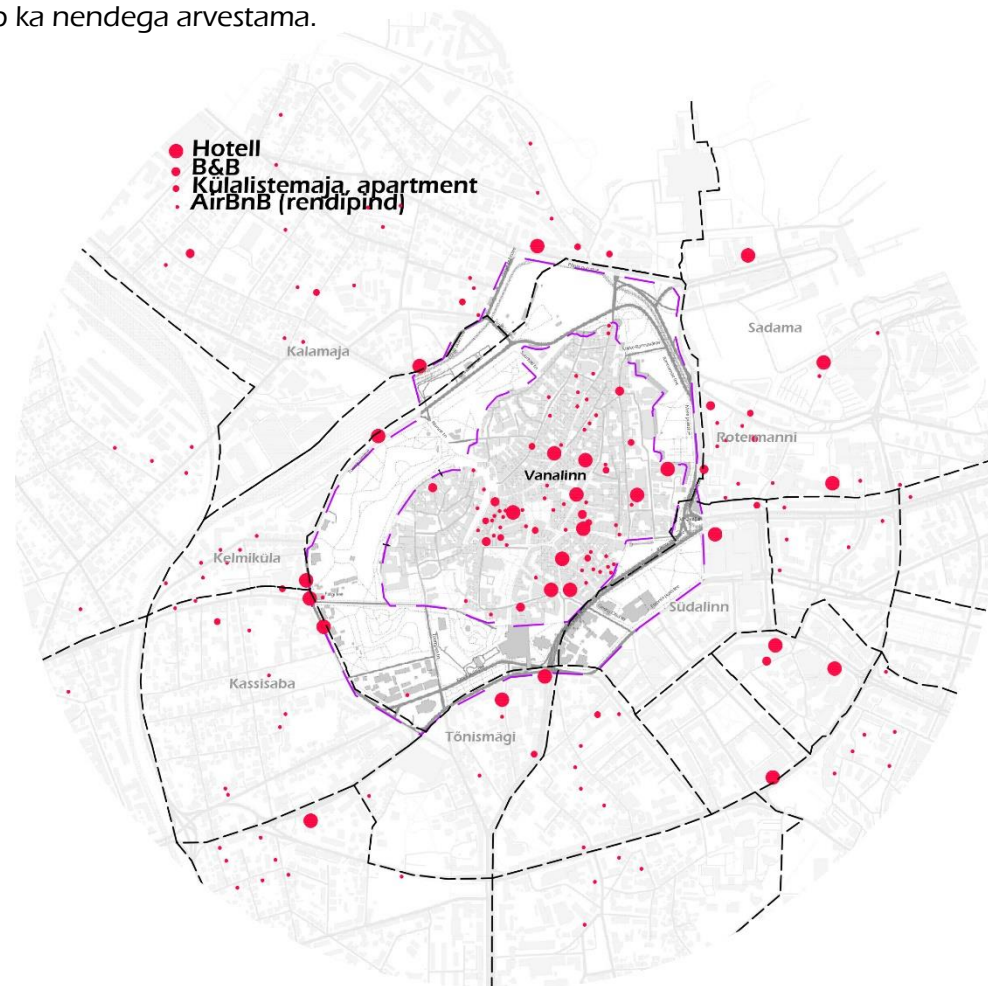 ka nendega arvestama.
Hotell
B&B
Külalistemaja, apartment
AirBnB (rendipind)
Sadama
Kalamaja
Rotermanni
Vanalinn
Kelmiküla
Südalinn
Kassisaba
Tõnismägi